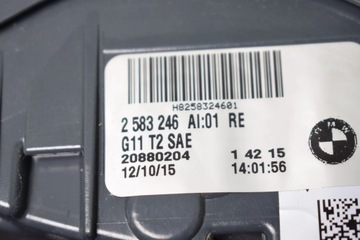 H8258324601
2 583 246 AI:01 RE
G11 T2 SAE
20880204 1 42 15
12/10/15 14:01:56
BMW